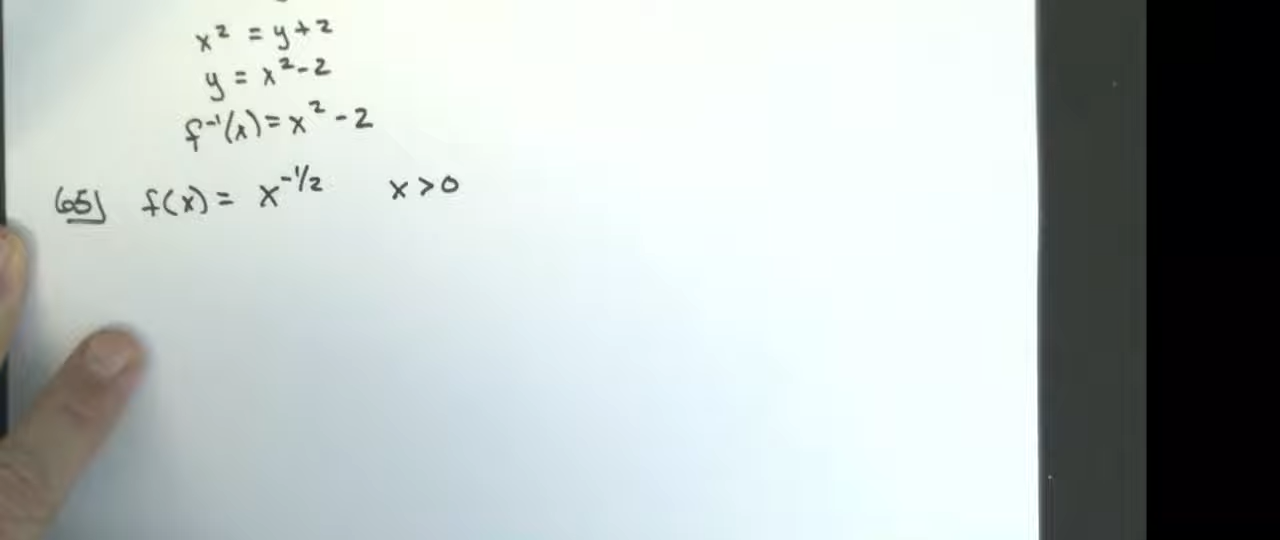 x² = y+2
y = x²-2
f⁻¹(x) = x² - 2
65) f(x) = x^{-1/2} x > 0